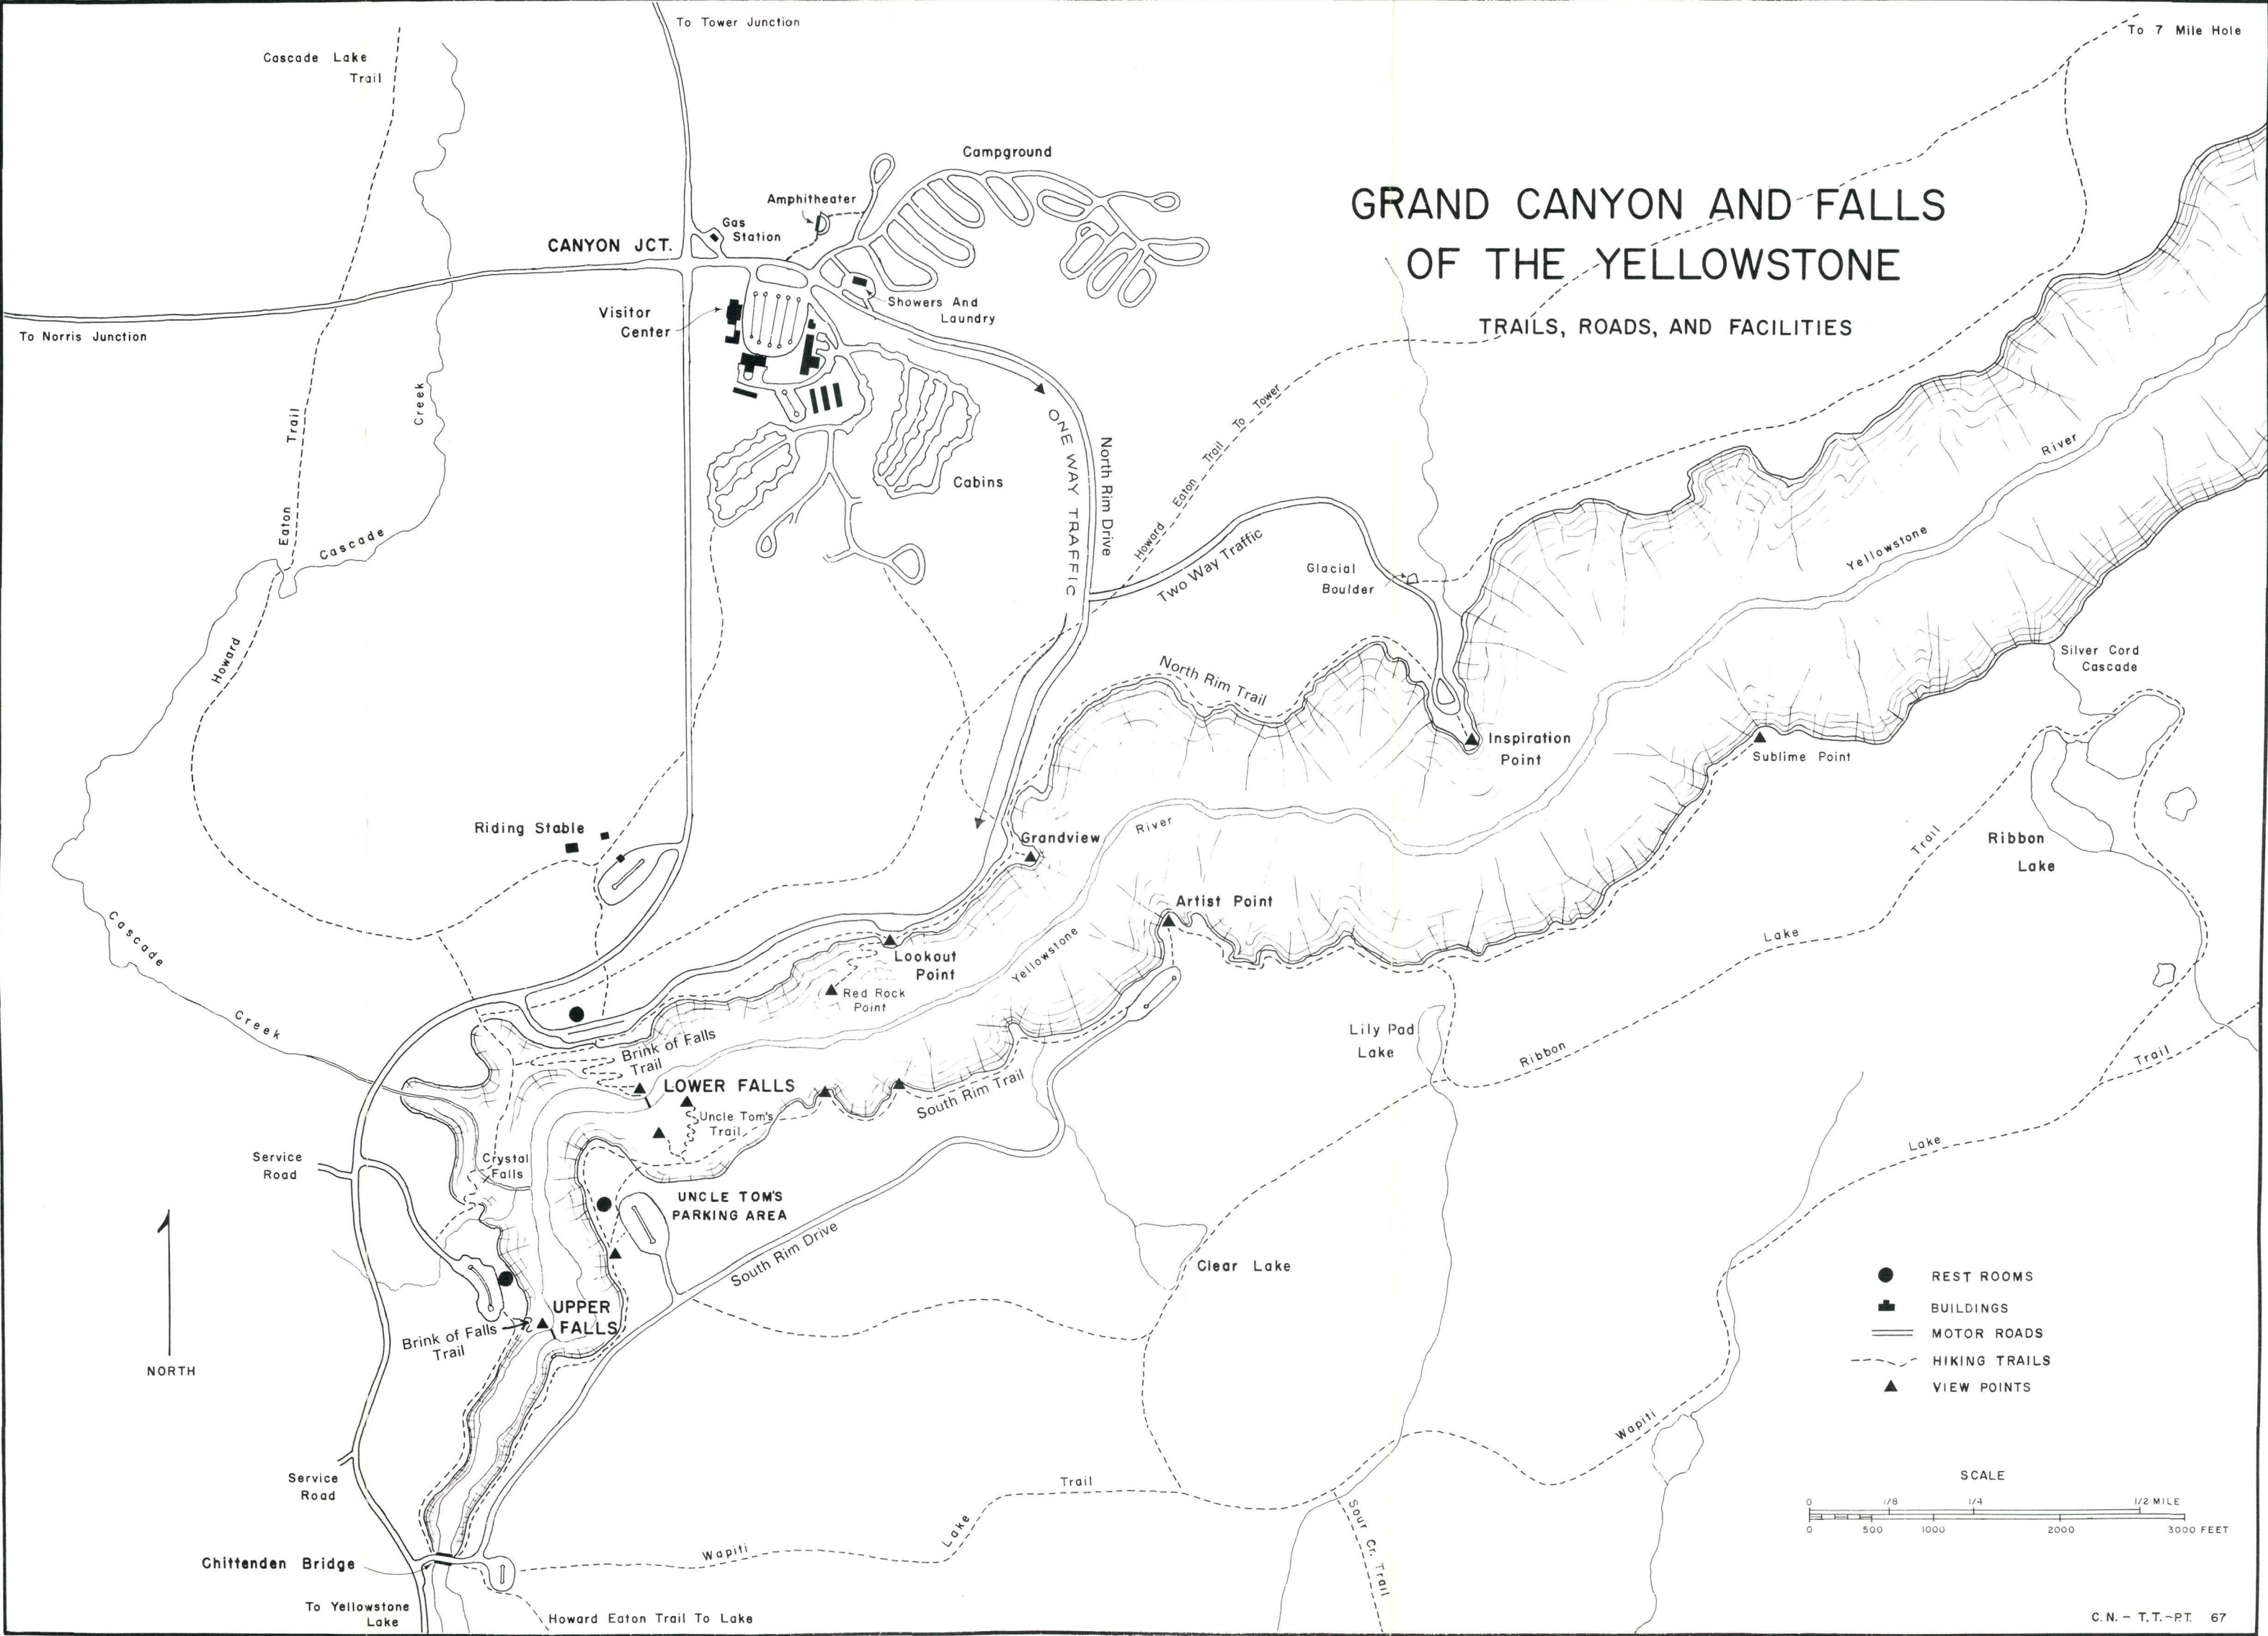 To Tower Junction
To 7 Mile Hole
Cascade Lake
Trail
Campground
Amphitheater
Gas
Station
CANYON JCT.
GRAND CANYON AND FALLS
OF THE YELLOWSTONE
TRAILS, ROADS, AND FACILITIES
To Norris Junction
Visitor
Center
Showers And
Laundry
Creek
Trail
Eaton
Howard
Cascade
Cabins
ONE WAY TRAFFIC
North Rim Drive
Howard Eaton Trail To Tower
Two Way Traffic
Glacial
Boulder
River
Yellowstone
North Rim Trail
Inspiration
Point
Silver Cord
Cascade
Sublime Point
Riding Stable
Grandview
River
Ribbon
Lake
Trail
Artist Point
Lake
Cascade
Creek
Lookout
Point
Yellowstone
Red Rock
Point
Brink of Falls
Trail
Lily Pad
Lake
Ribbon
Trail
LOWER FALLS
South Rim Trail
Uncle Tom's
Trail
Service
Road
Crystal
Falls
UNCLE TOM'S
PARKING AREA
South Rim Drive
Lake
Clear Lake
UPPER
FALLS
Brink of Falls
Trail
NORTH
REST ROOMS
BUILDINGS
MOTOR ROADS
HIKING TRAILS
VIEW POINTS
Wapiti
Service
Road
Trail
Lake
Wapiti
Sour Cr. Trail
SCALE
0 1/8 1/4 1/2 MILE
0 500 1000 2000 3000 FEET
Chittenden Bridge
To Yellowstone
Lake
Howard Eaton Trail To Lake
C.N. - T.T. - P.T. 67